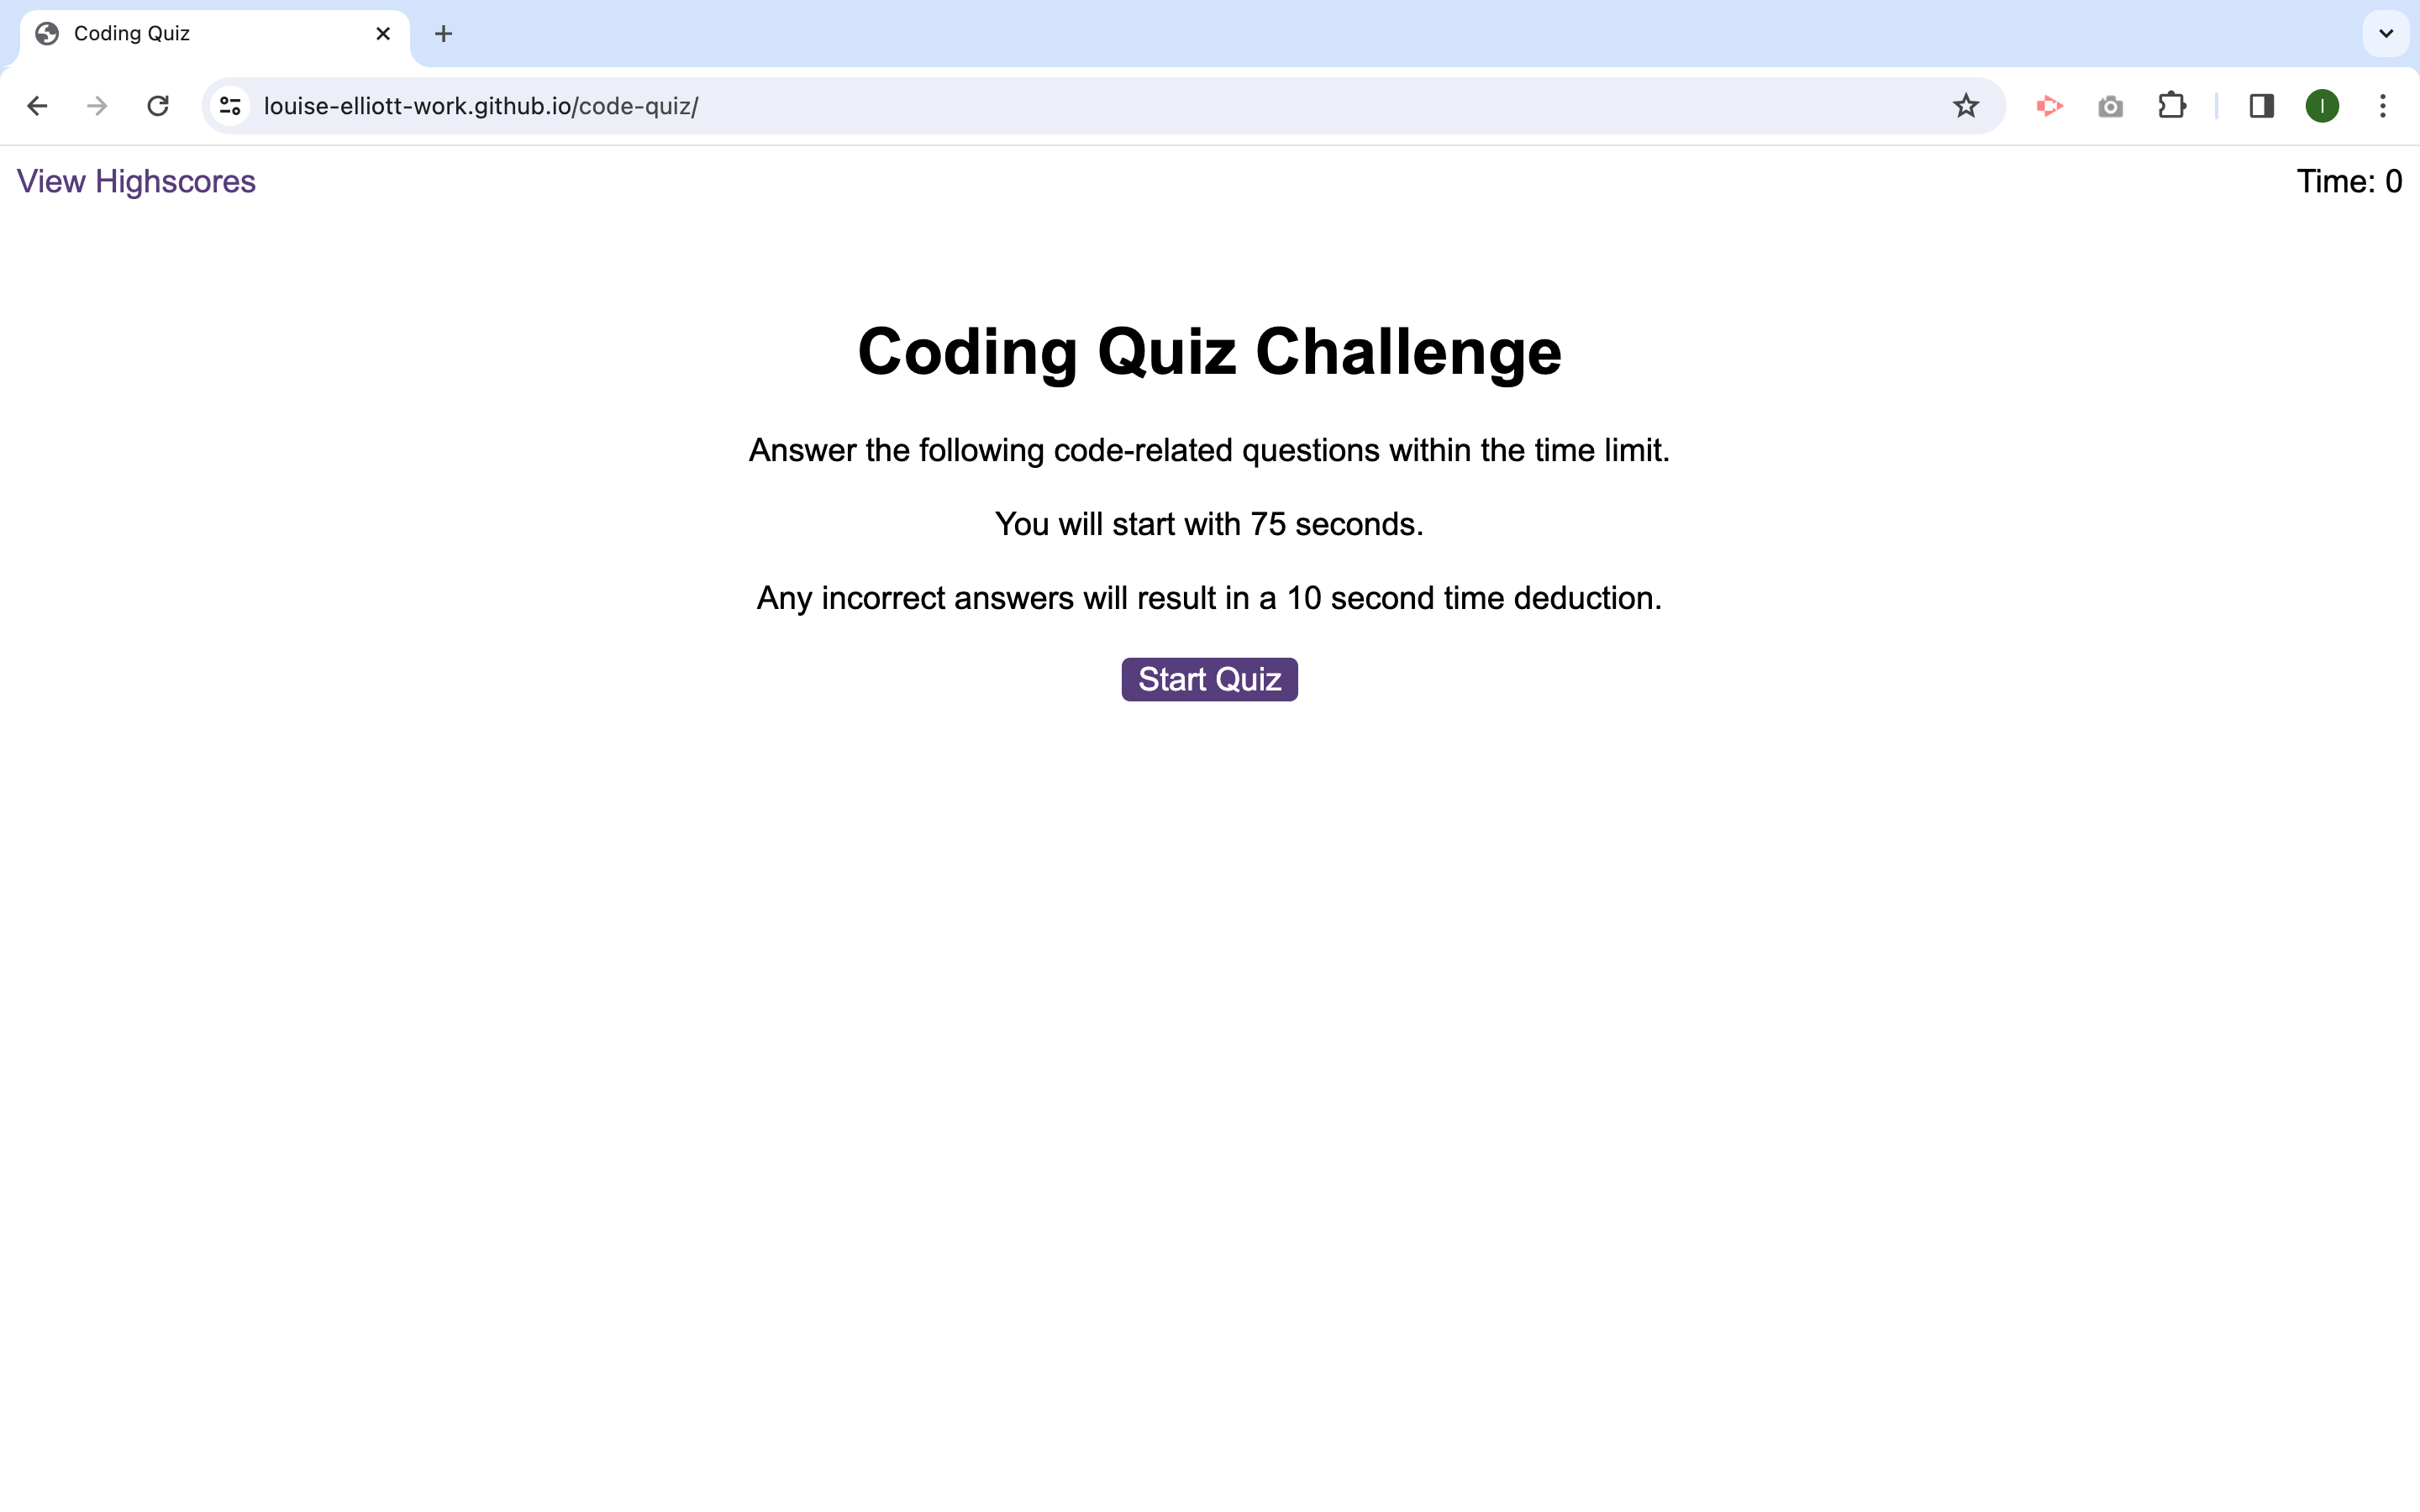 Coding Quiz
louise-elliott-work.github.io/code-quiz/
View Highscores
Time: 0
Coding Quiz Challenge
Answer the following code-related questions within the time limit.
You will start with 75 seconds.
Any incorrect answers will result in a 10 second time deduction.
Start Quiz